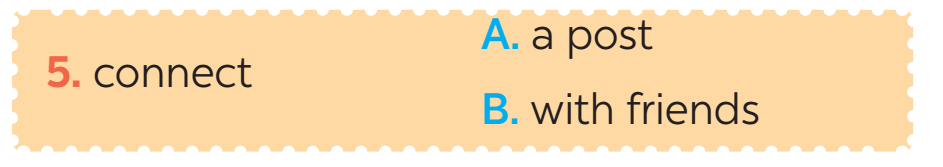 5. connect
A. a post
B. with friends